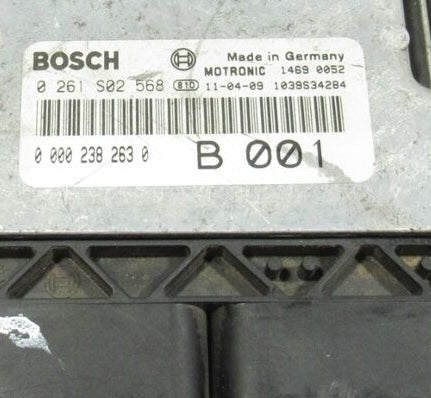 BOSCH Made in Germany
MOTRONIC 1469 0052
0 261 S02 568 BTO 11-04-09 1039S34284
0 000 238 263 0 B 001